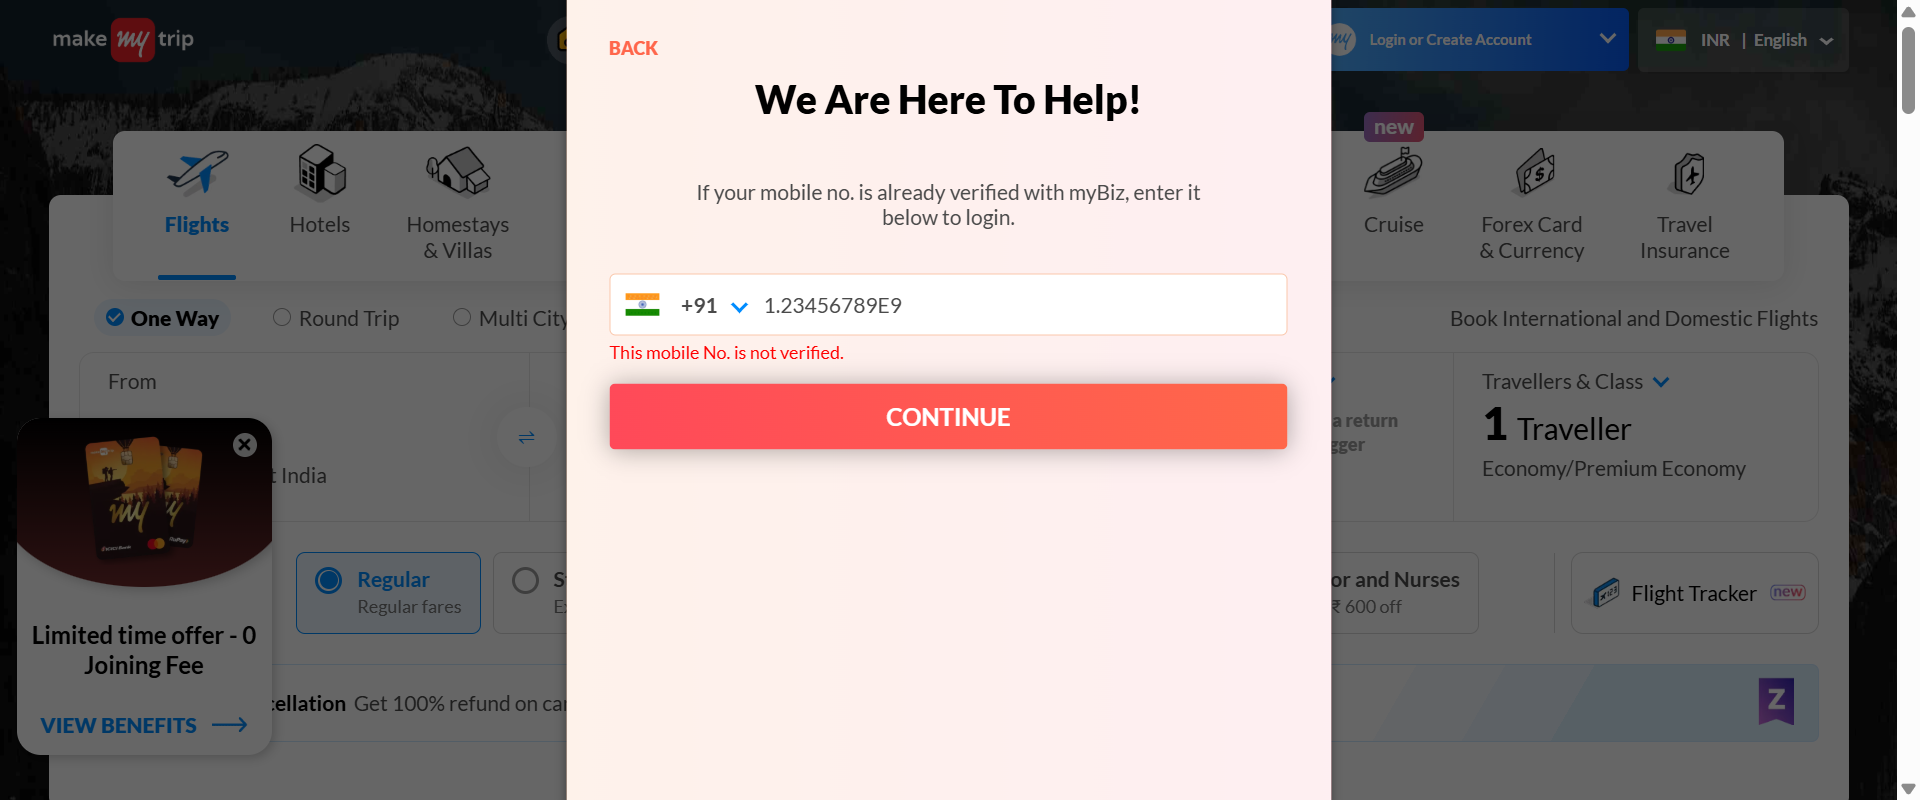 make my trip
BACK
my
Login or Create Account
INR | English
We Are Here To Help!
new
If your mobile no. is already verified with myBiz, enter it
below to login.
Flights
Hotels
Homestays
& Villas
Cruise
Forex Card
& Currency
Travel
Insurance
+91
1.23456789E9
This mobile No. is not verified.
CONTINUE
One Way
Round Trip
Multi City
Book International and Domestic Flights
From
t India
a return
gger
Travellers & Class
1 Traveller
Economy/Premium Economy
my
y
Regular
Regular fares
S
Ex
or and Nurses
₹ 600 off
Flight Tracker
new
Limited time offer - 0
Joining Fee
VIEW BENEFITS
cellation Get 100% refund on can
Z